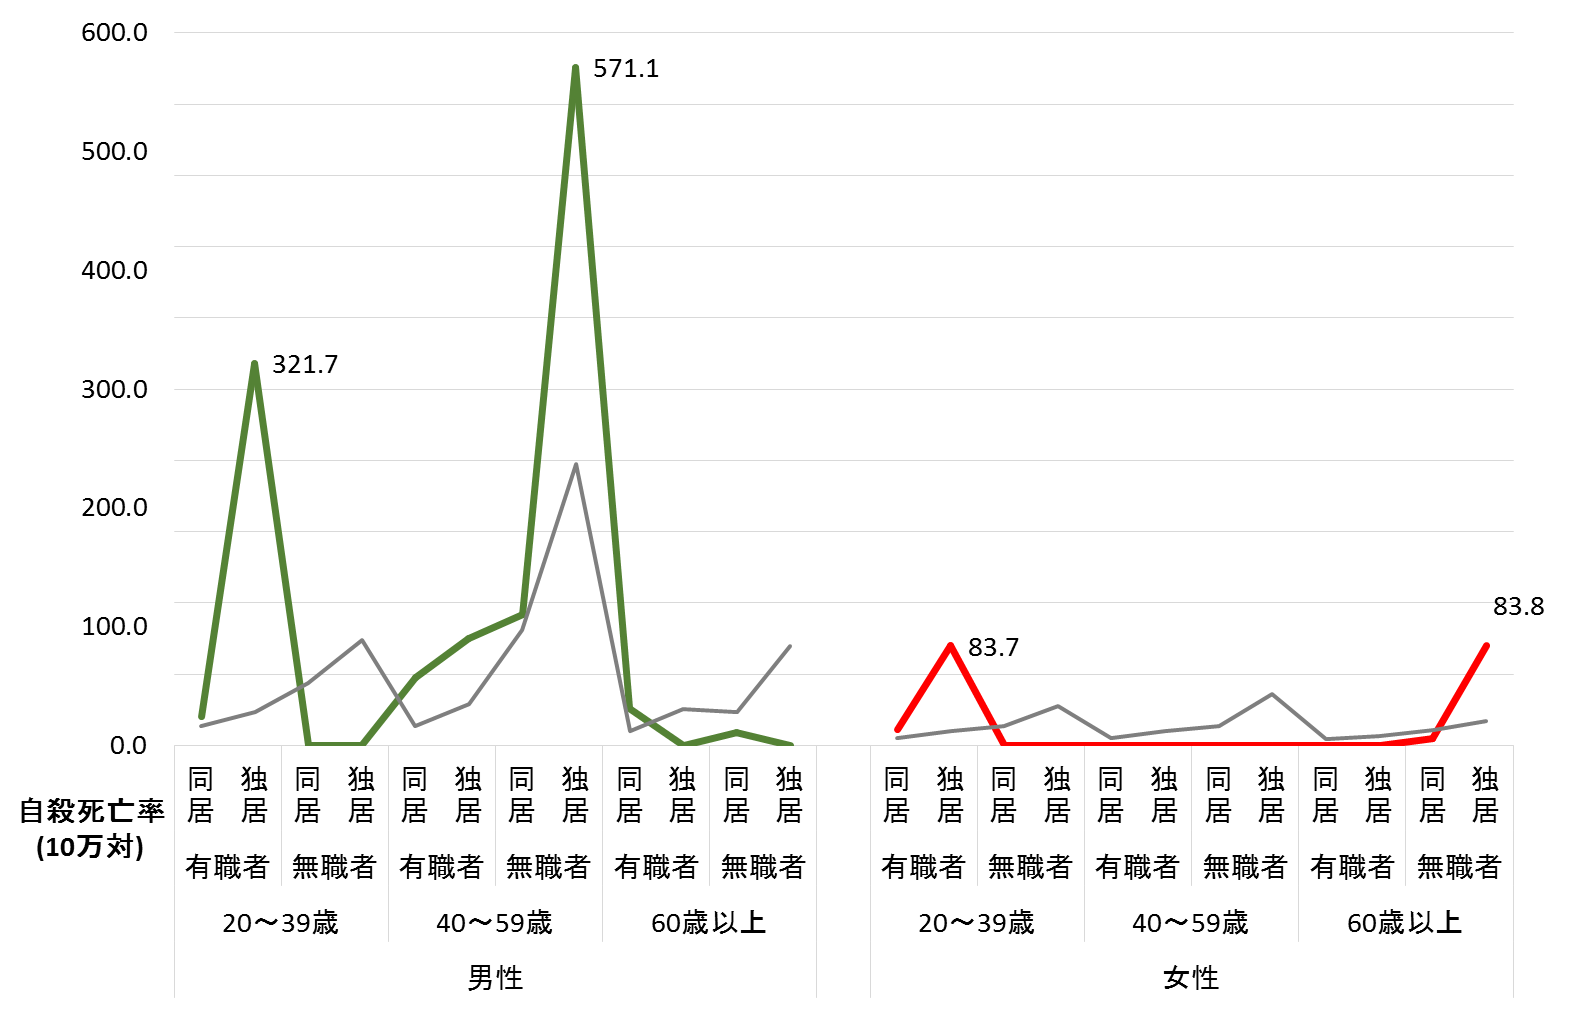 600.0
571.1
500.0
400.0
321.7
300.0
200.0
100.0
83.7
83.8
0.0
自殺死亡率
(10万対)
同居 独居 同居 独居 同居 独居 同居 独居 同居 独居 同居 独居 同居 独居 同居 独居 同居 独居 同居 独居 同居 独居 同居 独居
有職者 無職者 有職者 無職者 有職者 無職者 有職者 無職者 有職者 無職者 有職者 無職者
20～39歳 40～59歳 60歳以上 20～39歳 40～59歳 60歳以上
男性 女性